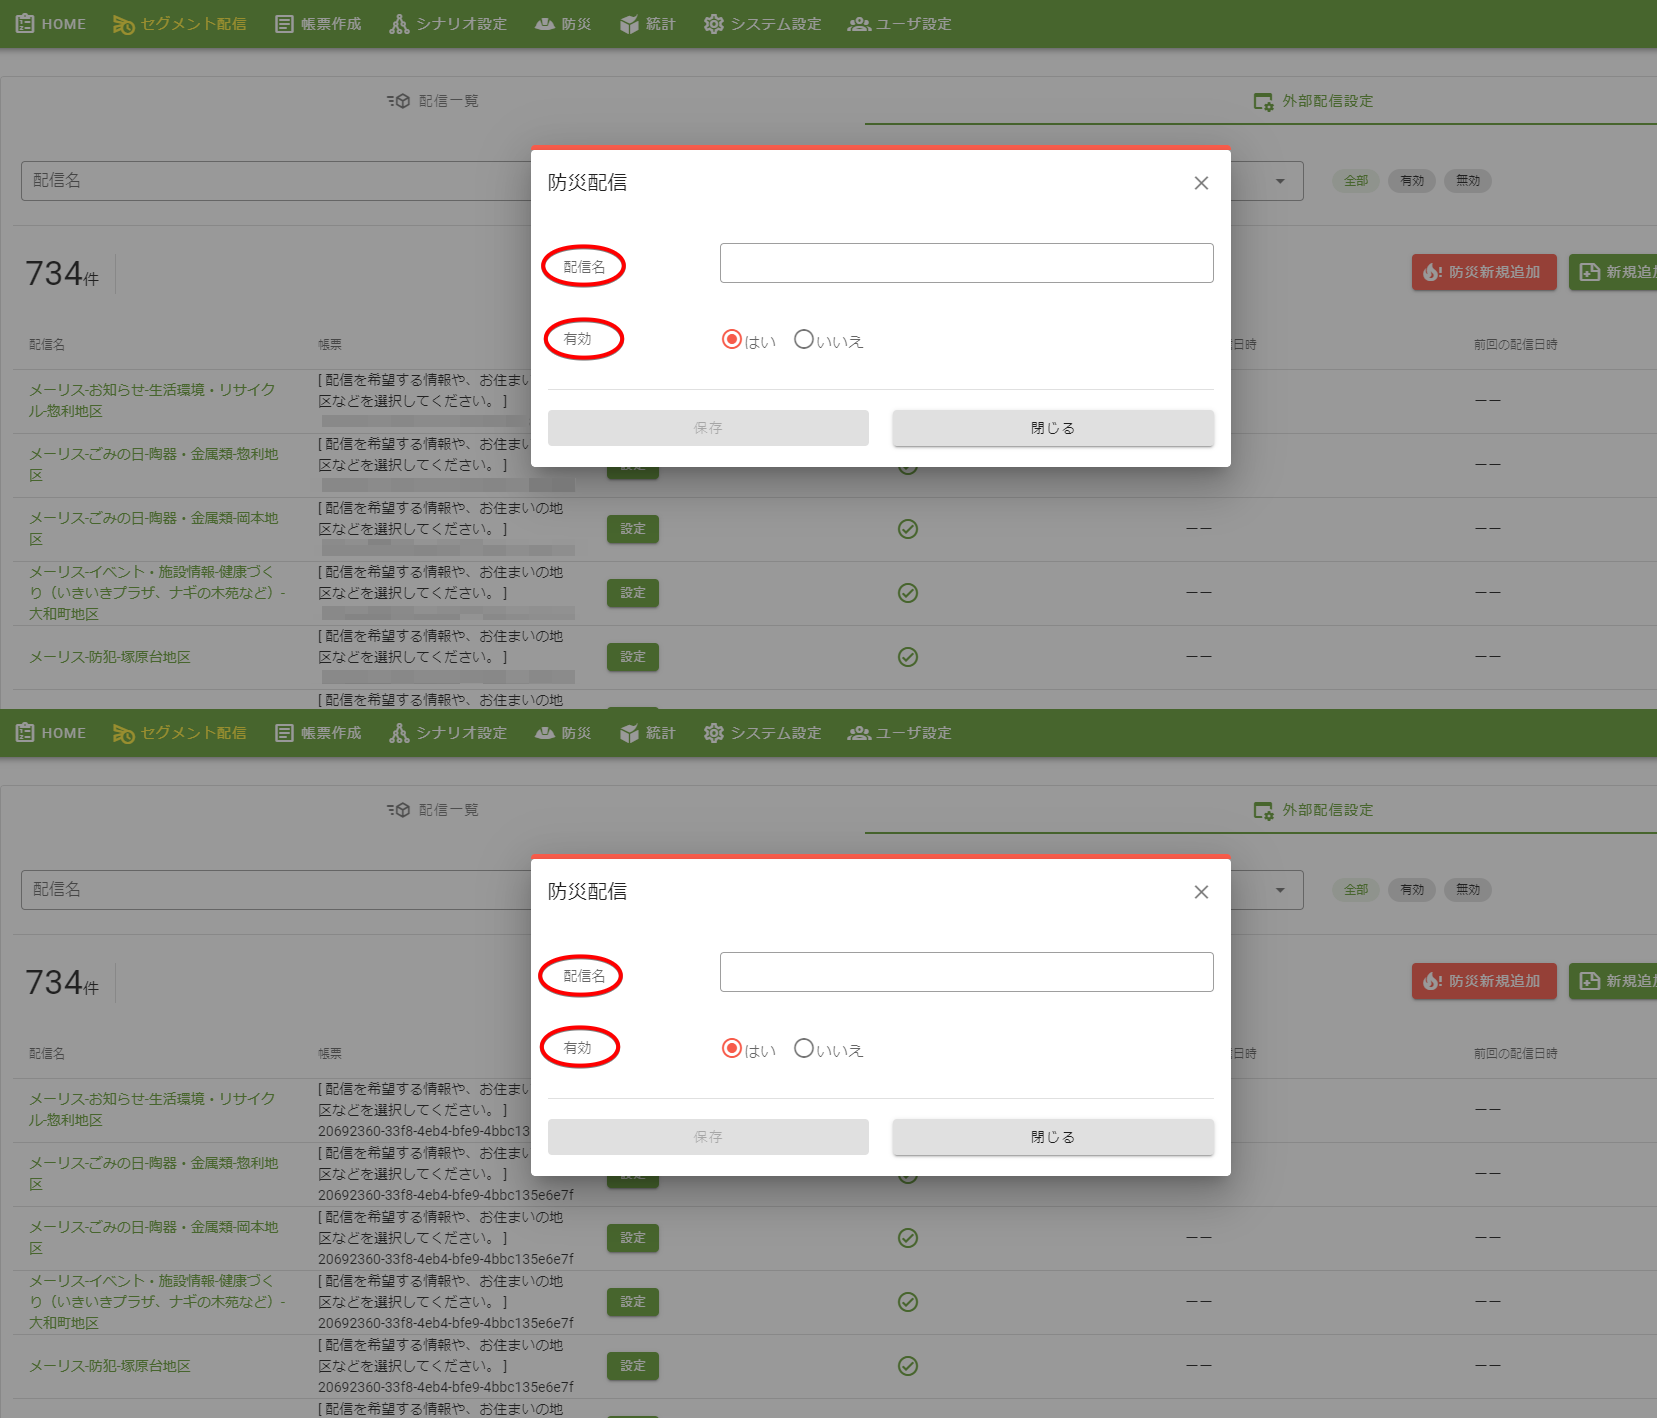 HOME セグメント配信 帳票作成 シナリオ設定 防災 統計 システム設定 ユーザ設定
配信一覧 外部配信設定
配信名 全部 有効 無効
防災配信
配信名
有効 はい いいえ
保存 閉じる
734件 防災新規追加 新規追
配信名 帳票 日時 前回の配信日時
メーリス-お知らせ-生活環境・リサイク
ル-惣利地区
[ 配信を希望する情報や、お住まい
区などを選択してください。 ]
ーー
メーリス-ごみの日-陶器・金属類-惣利地
区
[ 配信を希望する情報や、お住まい
区などを選択してください。 ]
ーー
メーリス-ごみの日-陶器・金属類-岡本地
区
[ 配信を希望する情報や、お住まいの地
区などを選択してください。 ]
設定 ーー ーー
メーリス-イベント・施設情報-健康づく
り（いきいきプラザ、ナギの木苑など）-
大和町地区
[ 配信を希望する情報や、お住まいの地
区などを選択してください。 ]
設定 ーー ーー
メーリス-防犯-塚原台地区
[ 配信を希望する情報や、お住まいの地
区などを選択してください。 ]
設定 ーー ーー
[ 配信を希望する情報や、お住まいの地
HOME セグメント配信 帳票作成 シナリオ設定 防災 統計 システム設定 ユーザ設定
配信一覧 外部配信設定
配信名 全部 有効 無効
防災配信
配信名
有効 はい いいえ
保存 閉じる
734件 防災新規追加 新規追
配信名 帳票 日時 前回の配信日時
メーリス-お知らせ-生活環境・リサイク
ル-惣利地区
[ 配信を希望する情報や、お住まい
区などを選択してください。 ]
20692360-33f8-4eb4-bfe9-4bbc13
ーー
メーリス-ごみの日-陶器・金属類-惣利地
区
[ 配信を希望する情報や、お住まい
区などを選択してください。 ]
20692360-33f8-4eb4-bfe9-4bbc135e6e7f
ーー
メーリス-ごみの日-陶器・金属類-岡本地
区
[ 配信を希望する情報や、お住まいの地
区などを選択してください。 ]
20692360-33f8-4eb4-bfe9-4bbc135e6e7f
設定 ーー ーー
メーリス-イベント・施設情報-健康づく
り（いきいきプラザ、ナギの木苑など）-
大和町地区
[ 配信を希望する情報や、お住まいの地
区などを選択してください。 ]
20692360-33f8-4eb4-bfe9-4bbc135e6e7f
設定 ーー ーー
メーリス-防犯-塚原台地区
[ 配信を希望する情報や、お住まいの地
区などを選択してください。 ]
20692360-33f8-4eb4-bfe9-4bbc135e6e7f
設定 ーー ーー
[ 配信を希望する情報や、お住まいの地